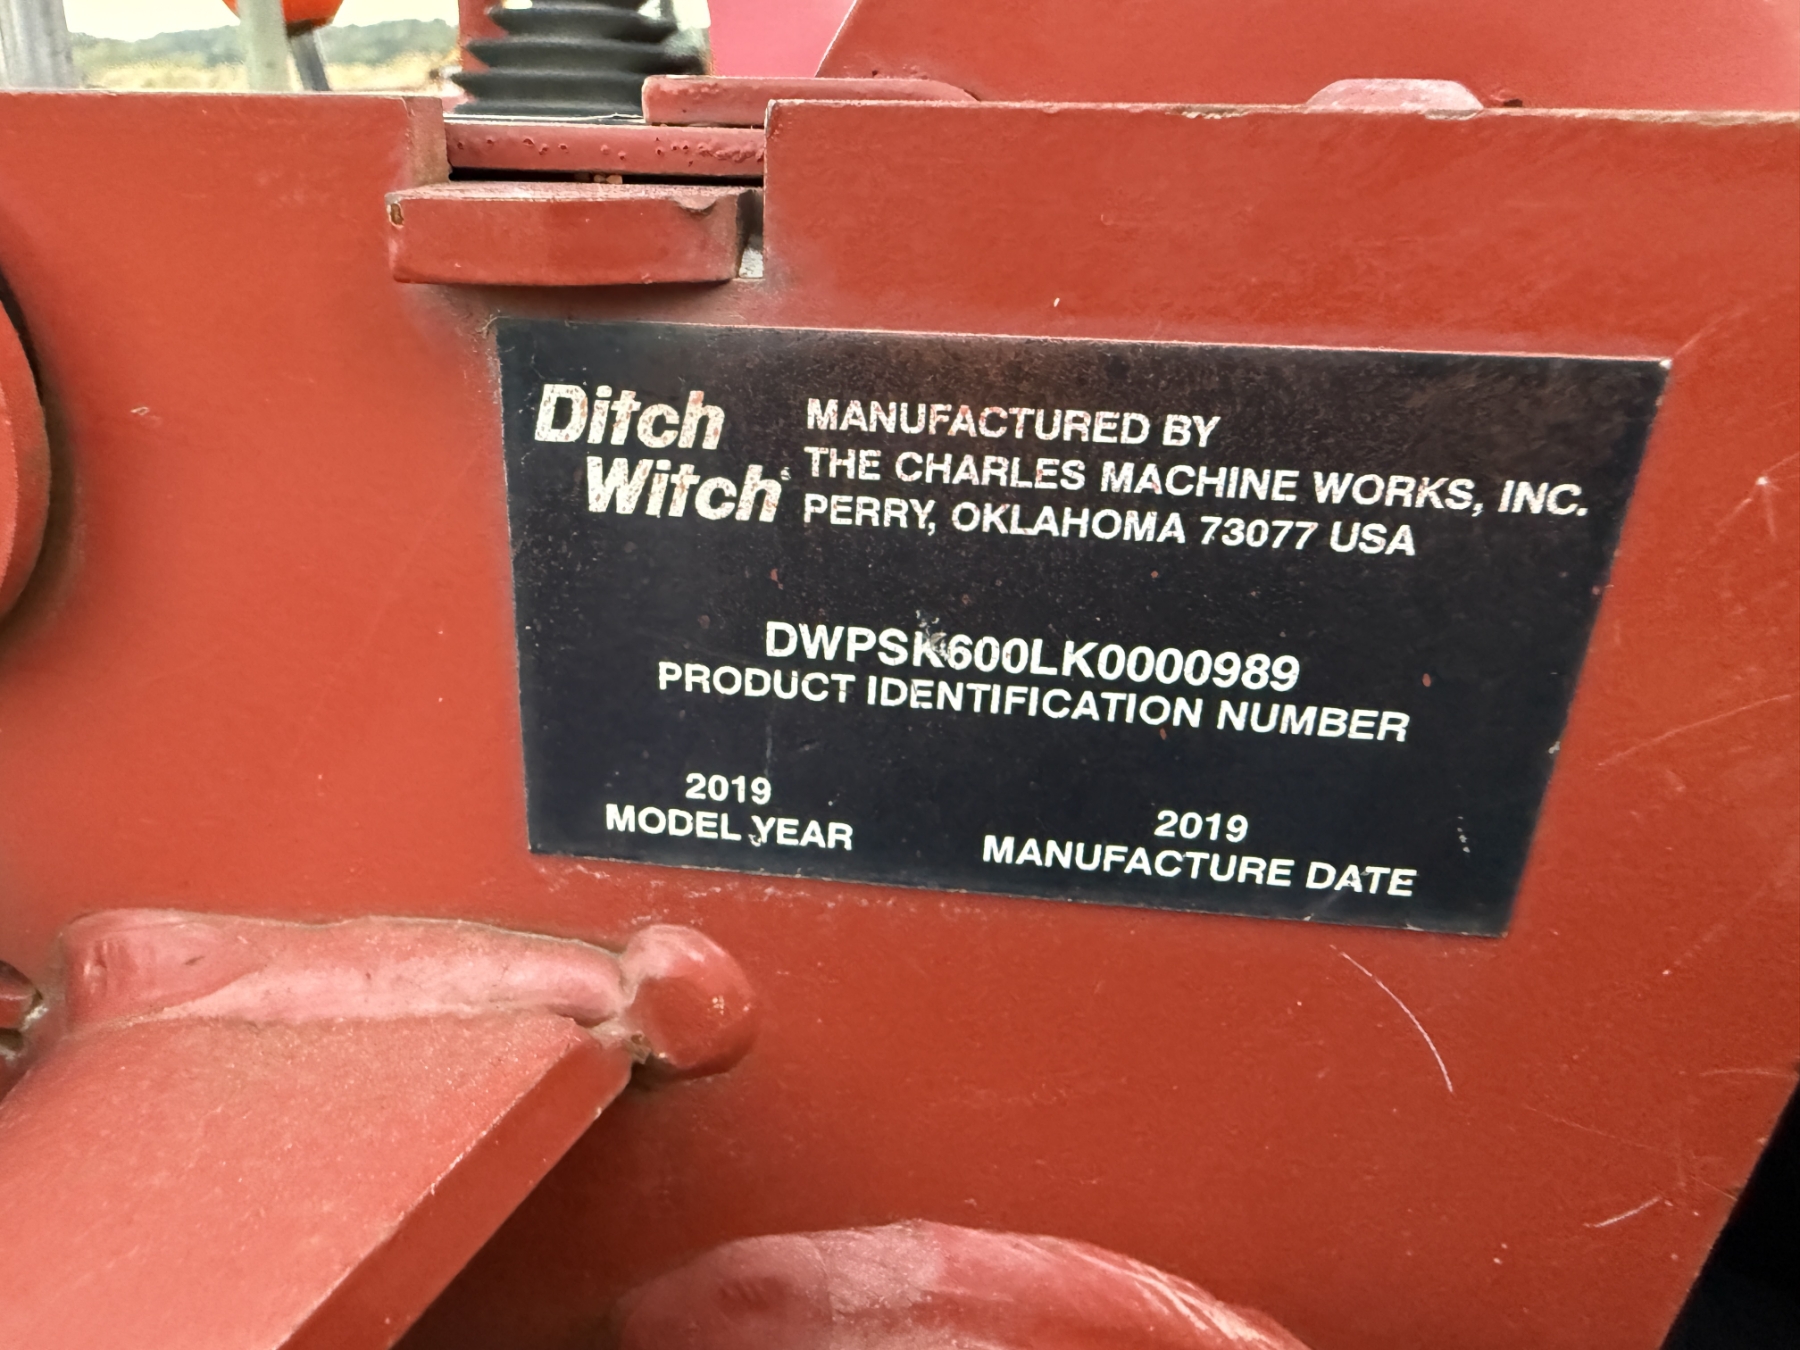 Ditch
Witch
MANUFACTURED BY
THE CHARLES MACHINE WORKS, INC.
PERRY, OKLAHOMA 73077 USA
DWPSK600LK0000989
PRODUCT IDENTIFICATION NUMBER
2019
MODEL YEAR
2019
MANUFACTURE DATE